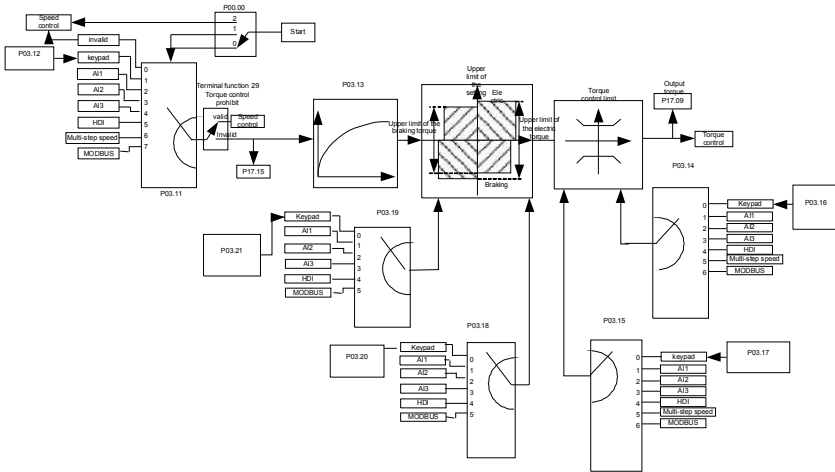 P00.00
Speed
control
2
1
0
Start
P03.12
invalid
keypad
AI1
AI2
AI3
HDI
Multi-step speed
MODBUS
0
1
2
3
4
5
6
7
P03.11
Terminal function 29
Torque control
prohibit
valid
Speed
control
Invalid
P17.15
P03.13
Upper limit of the
braking torque
Upper
limit of
the
setting
Ele
ctric
Braking
Upper limit of
the electric
torque
Torque
control limit
Output
torque
P17.09
Torque
control
P03.14
0
1
2
3
4
5
6
Keypad
AI1
AI2
AI3
HDI
Multi-step speed
MODBUS
P03.16
P03.19
P03.21
Keypad
AI1
AI2
AI3
HDI
MODBUS
0
1
2
3
4
5
P03.18
P03.20
Keypad
AI1
AI2
AI3
HDI
MODBUS
0
1
2
3
4
5
P03.15
0
1
2
3
4
5
6
keypad
AI1
AI2
AI3
HDI
Multi-step speed
MODBUS
P03.17